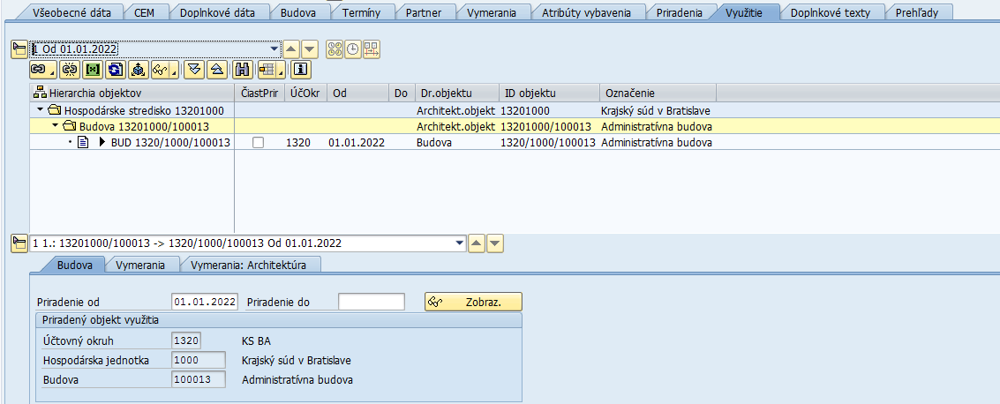 Všeobecné dáta CEM Doplnkové dáta Budova Termíny Partner Vymerania Atribúty vybavenia Priradenia Využitie Doplnkové texty Prehľady
1 Od 01.01.2022
Hierarchia objektov ČiastPrir ÚčOkr Od Do Dr.objektu ID objektu Označenie
Hospodárske stredisko 13201000 Architekt.objekt 13201000 Krajský súd v Bratislave
Budova 13201000/100013 Architekt.objekt 13201000/100013 Administratívna budova
BUD 1320/1000/100013 1320 01.01.2022 Budova 1320/1000/100013 Administratívna budova
1 1.: 13201000/100013 -> 1320/1000/100013 Od 01.01.2022
Budova Vymerania Vymerania: Architektúra
Priradenie od 01.01.2022 Priradenie do Zobraz.
Priradený objekt využitia
Účtovný okruh 1320 KS BA
Hospodárska jednotka 1000 Krajský súd v Bratislave
Budova 100013 Administratívna budova